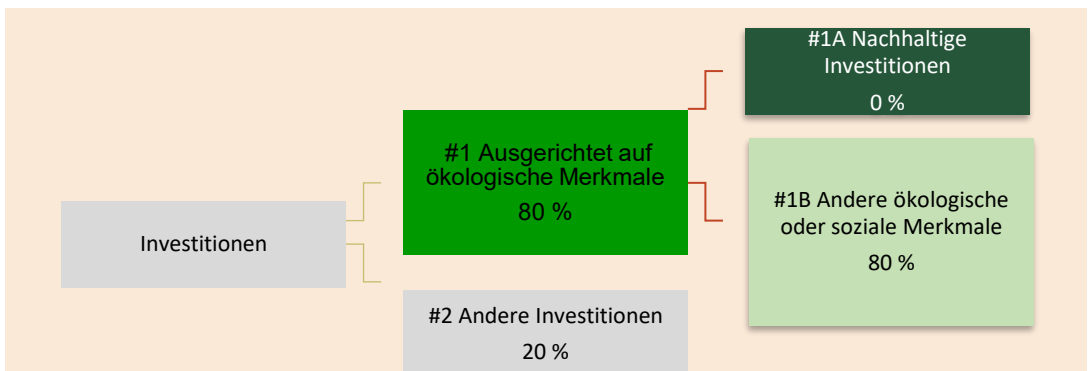 #1A Nachhaltige
Investitionen
0 %
#1 Ausgerichtet auf
ökologische Merkmale
80 %
#1B Andere ökologische
oder soziale Merkmale
80 %
Investitionen
#2 Andere Investitionen
20 %